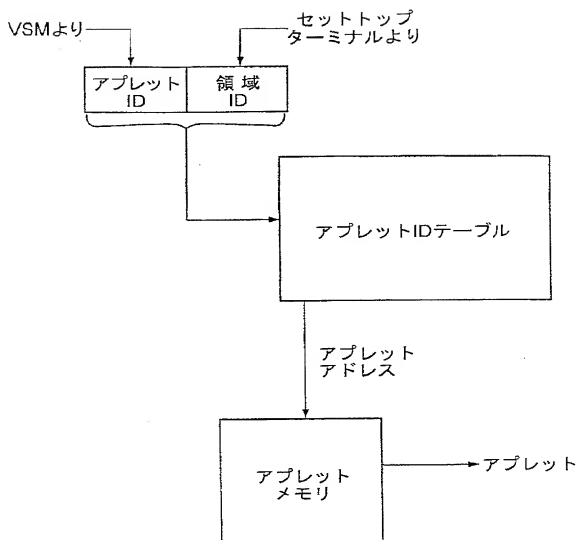 VSMより
セットトップ
ターミナルより
アプレット
ID
領域
ID
アプレットIDテーブル
アプレット
アドレス
アプレット
メモリ
アプレット